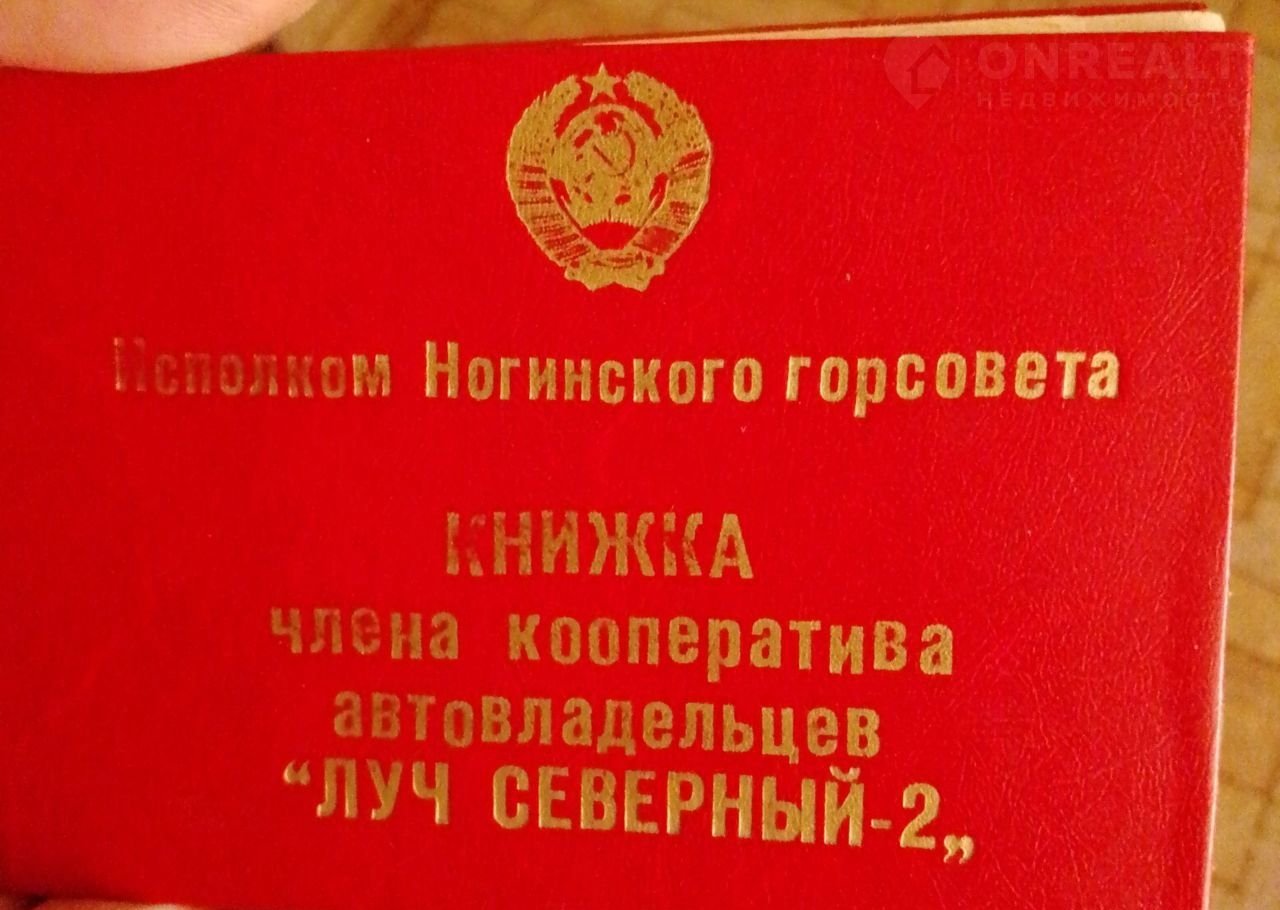 ONREALT
НЕДВИЖИМОСТЬ
Исполком Ногинского горсовета
КНИЖКА
члена кооператива
автовладельцев
“ЛУЧ СЕВЕРНЫЙ-2„